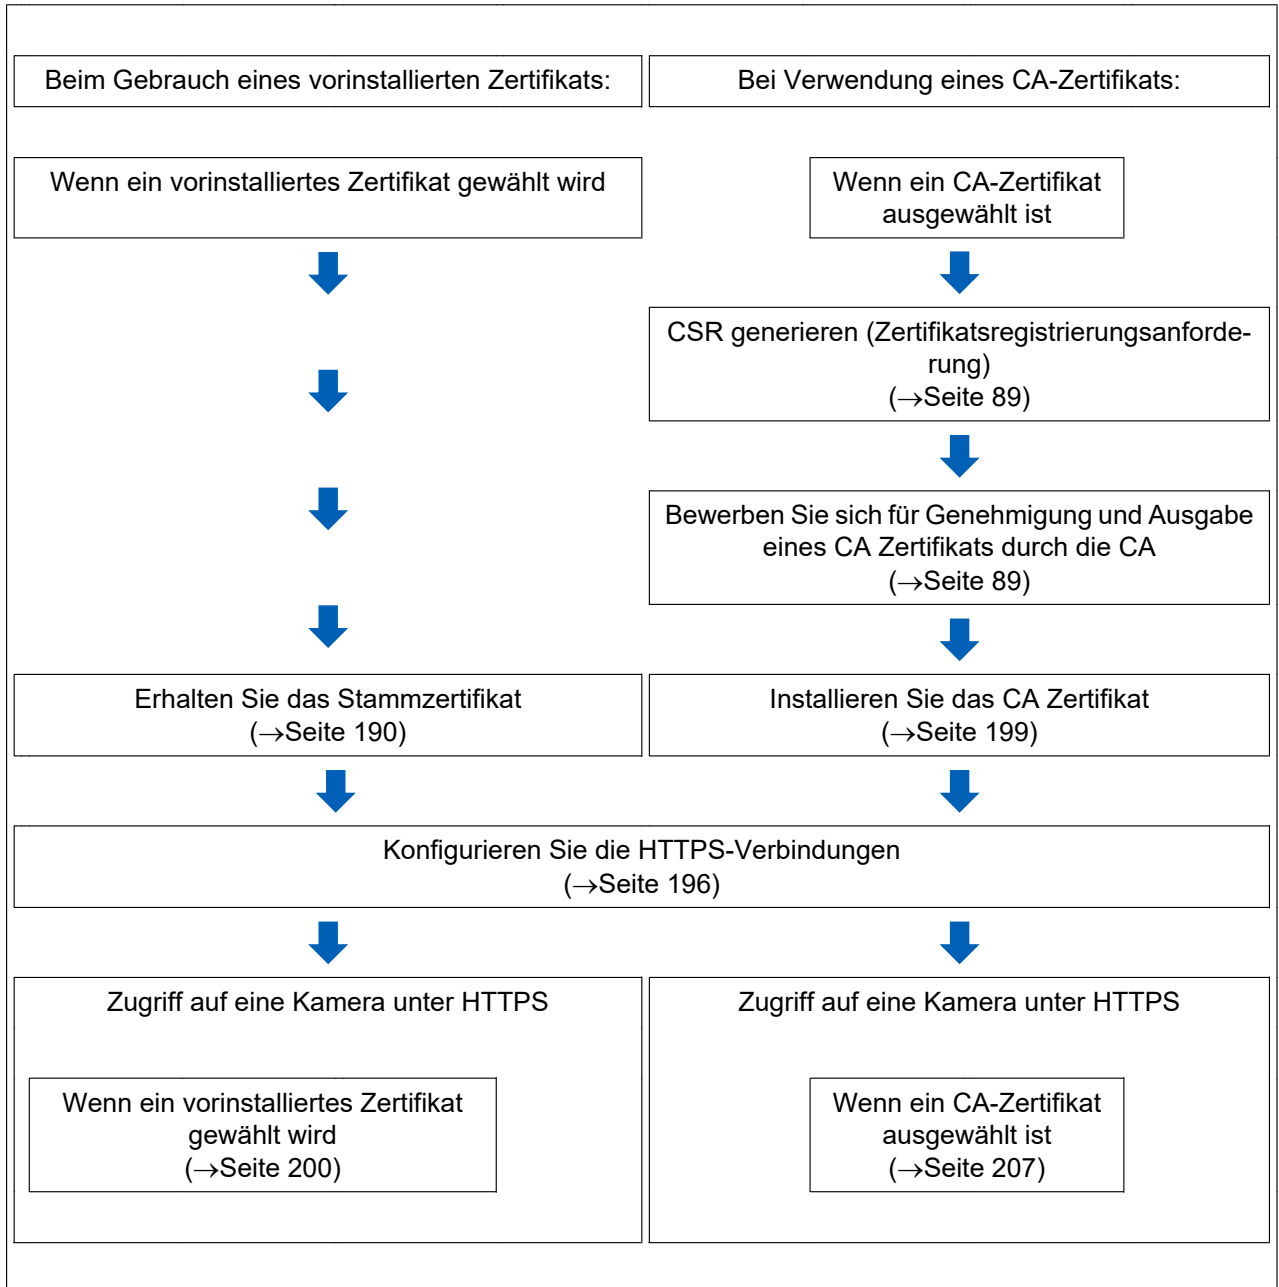 Beim Gebrauch eines vorinstallierten Zertifikats:
Bei Verwendung eines CA-Zertifikats:
Wenn ein vorinstalliertes Zertifikat gewählt wird
Wenn ein CA-Zertifikat
ausgewählt ist
CSR generieren (Zertifikatsregistrierungsanforde-
rung)
(→Seite 89)
Bewerben Sie sich für Genehmigung und Ausgabe
eines CA Zertifikats durch die CA
(→Seite 89)
Erhalten Sie das Stammzertifikat
(→Seite 190)
Installieren Sie das CA Zertifikat
(→Seite 199)
Konfigurieren Sie die HTTPS-Verbindungen
(→Seite 196)
Zugriff auf eine Kamera unter HTTPS
Wenn ein vorinstalliertes Zertifikat
gewählt wird
(→Seite 200)
Zugriff auf eine Kamera unter HTTPS
Wenn ein CA-Zertifikat
ausgewählt ist
(→Seite 207)